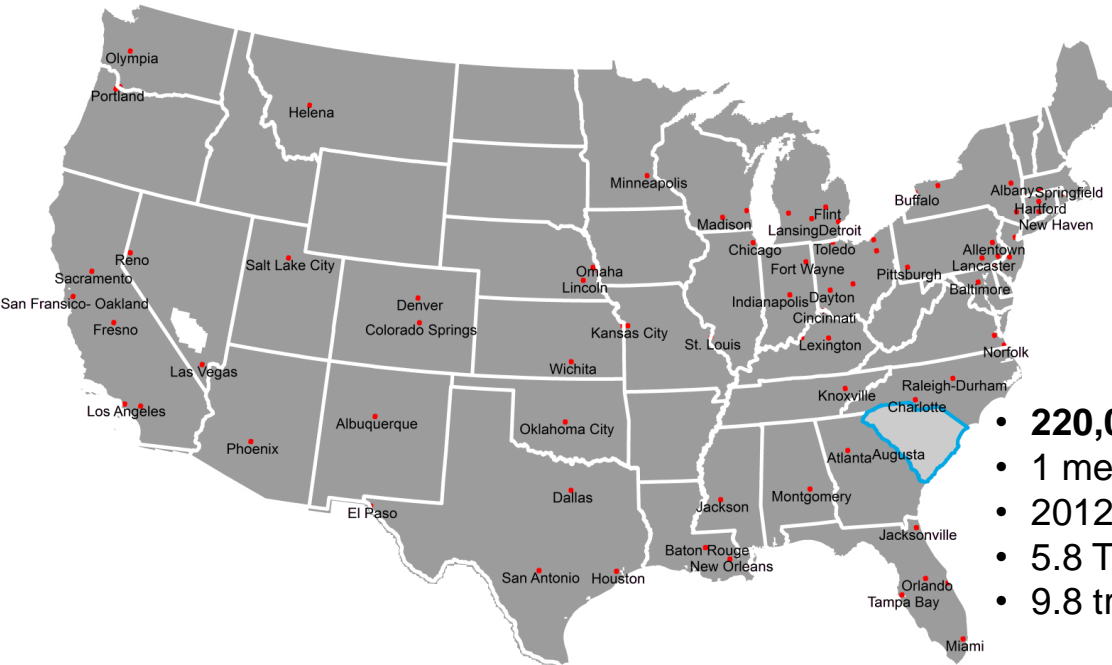 Olympia
Portland
Helena
Minneapolis
Madison
Buffalo
Albany
Springfield
Hartford
New Haven
Flint
Lansing
Detroit
Chicago
Toledo
Allentown
Lancaster
Fort Wayne
Pittsburgh
Baltimore
Reno
Sacramento
San Fransico- Oakland
Fresno
Salt Lake City
Denver
Colorado Springs
Omaha
Lincoln
Indianapolis
Dayton
Cincinnati
Kansas City
St. Louis
Lexington
Norfolk
Las Vegas
Wichita
Knoxville
Raleigh-Durham
Charlotte
Los Angeles
Phoenix
Albuquerque
Oklahoma City
Atlanta
Augusta
El Paso
Dallas
Jackson
Montgomery
Jacksonville
Baton Rouge
New Orleans
San Antonio
Houston
Orlando
Tampa Bay
Miami
• 220,0
• 1 me
• 2012
• 5.8 T
• 9.8 tr